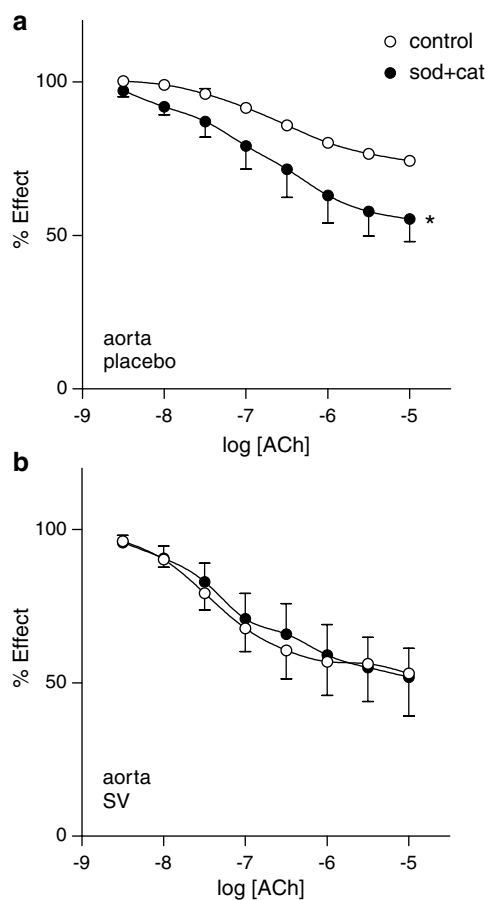 a
control
sod+cat
100
50
0
% Effect
*
aorta
placebo
-9 -8 -7 -6 -5
log [ACh]
b
100
50
0
% Effect
aorta
SV
-9 -8 -7 -6 -5
log [ACh]